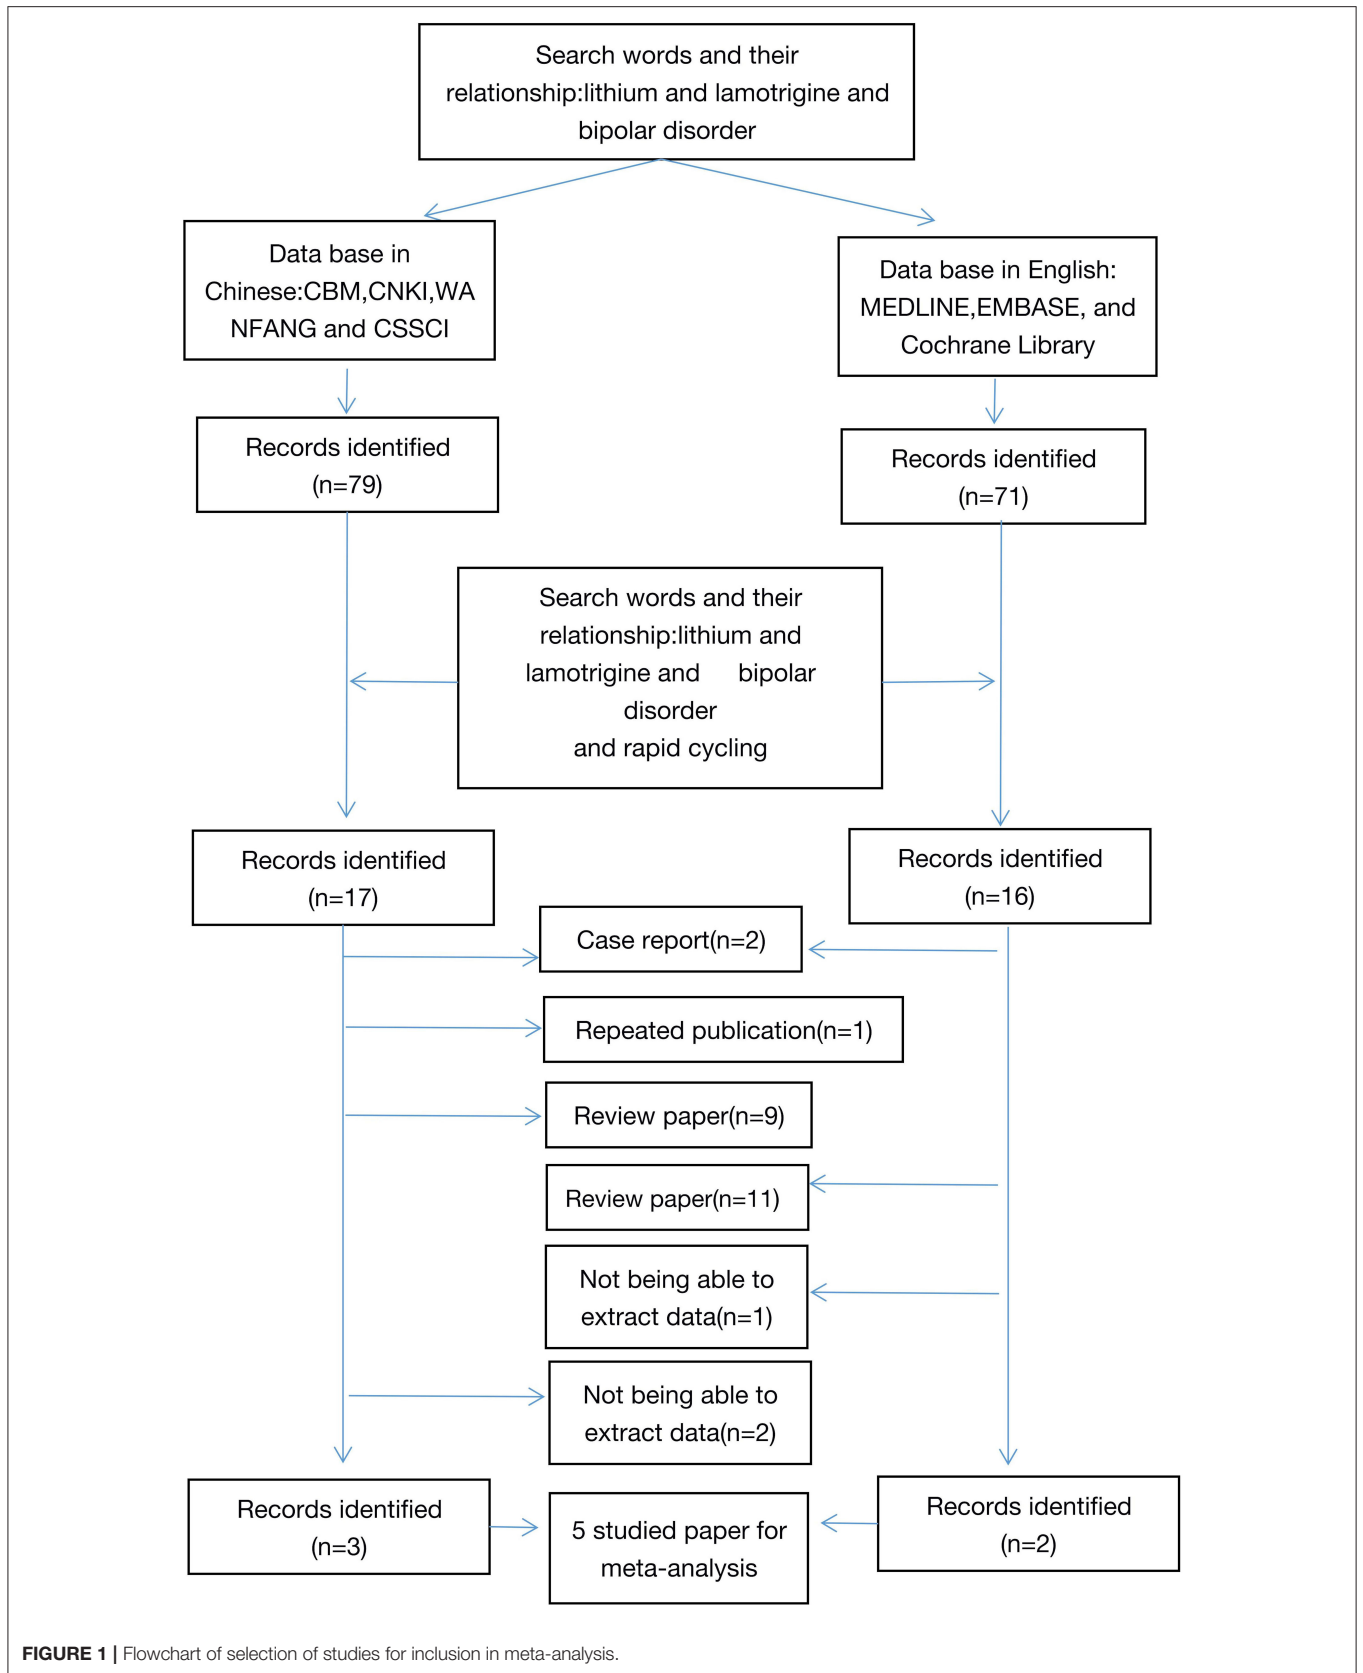 Search words and their
relationship:lithium and lamotrigine and
bipolar disorder
Data base in
Chinese:CBM,CNKI,WA
NFANG and CSSCI
Data base in English:
MEDLINE,EMBASE, and
Cochrane Library
Records identified
(n=79)
Records identified
(n=71)
Search words and their
relationship:lithium and
lamotrigine and bipolar
disorder
and rapid cycling
Records identified
(n=17)
Records identified
(n=16)
Case report(n=2)
Repeated publication(n=1)
Review paper(n=9)
Review paper(n=11)
Not being able to
extract data(n=1)
Not being able to
extract data(n=2)
Records identified
(n=3)
5 studied paper for
meta-analysis
Records identified
(n=2)
FIGURE 1 | Flowchart of selection of studies for inclusion in meta-analysis.